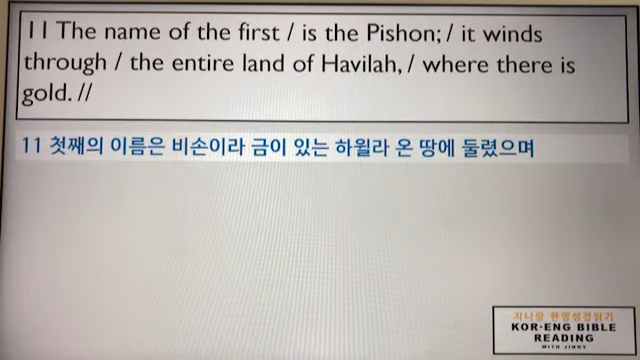 11 The name of the first / is the Pishon; / it winds
through / the entire land of Havilah, / where there is
gold. //
11 첫째의 이름은 비손이라 금이 있는 하윌라 온 땅에 둘렸으며
지니랑 한영성경읽기
KOR·ENG BIBLE
READING
WITH JINNY